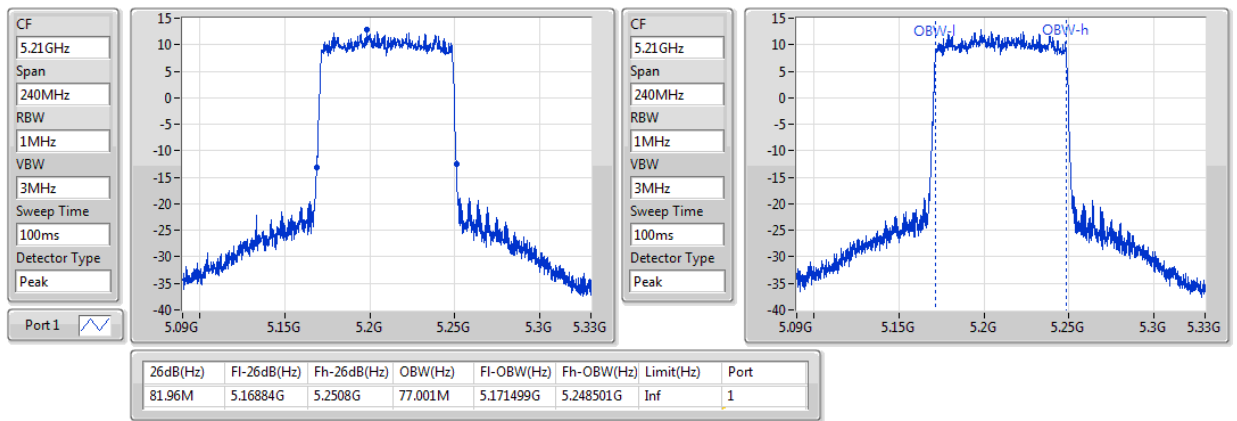 CF
5.21GHz
Span
240MHz
RBW
1MHz
VBW
3MHz
Sweep Time
100ms
Detector Type
Peak
Port 1
15
10
5
0
-5
-10
-15
-20
-25
-30
-35
-40
5.09G 5.15G 5.2G 5.25G 5.3G 5.33G
CF
5.21GHz
Span
240MHz
RBW
1MHz
VBW
3MHz
Sweep Time
100ms
Detector Type
Peak
OBW-l OBW-h
15
10
5
0
-5
-10
-15
-20
-25
-30
-35
-40
5.09G 5.15G 5.2G 5.25G 5.3G 5.33G
26dB(Hz) Fl-26dB(Hz) Fh-26dB(Hz) OBW(Hz) Fl-OBW(Hz) Fh-OBW(Hz) Limit(Hz) Port
81.96M 5.16884G 5.2508G 77.001M 5.171499G 5.248501G Inf 1